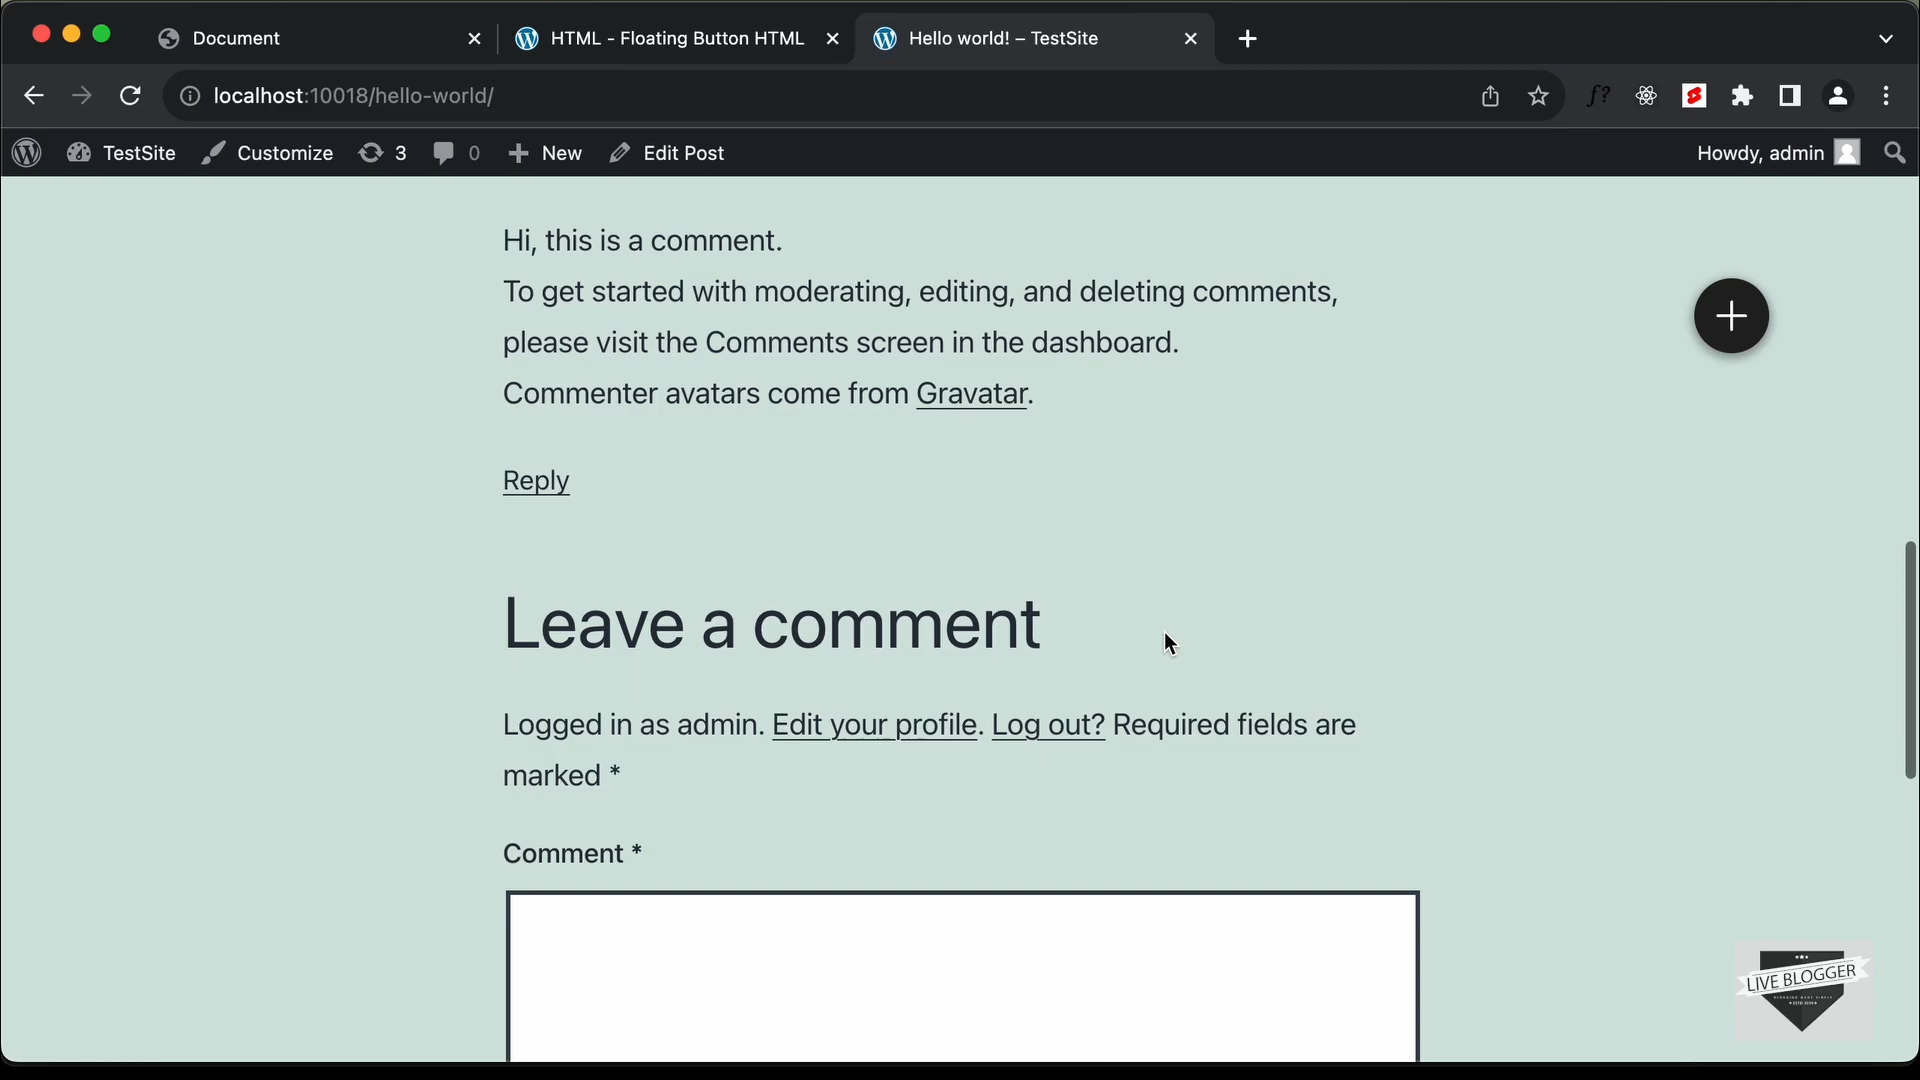 Document
HTML - Floating Button HTML
Hello world! – TestSite
localhost:10018/hello-world/
f?
TestSite
Customize
3
0
New
Edit Post
Howdy, admin
Hi, this is a comment.
To get started with moderating, editing, and deleting comments,
please visit the Comments screen in the dashboard.
Commenter avatars come from Gravatar.
Reply
Leave a comment
Logged in as admin. Edit your profile. Log out? Required fields are
marked *
Comment *
LIVE BLOGGER